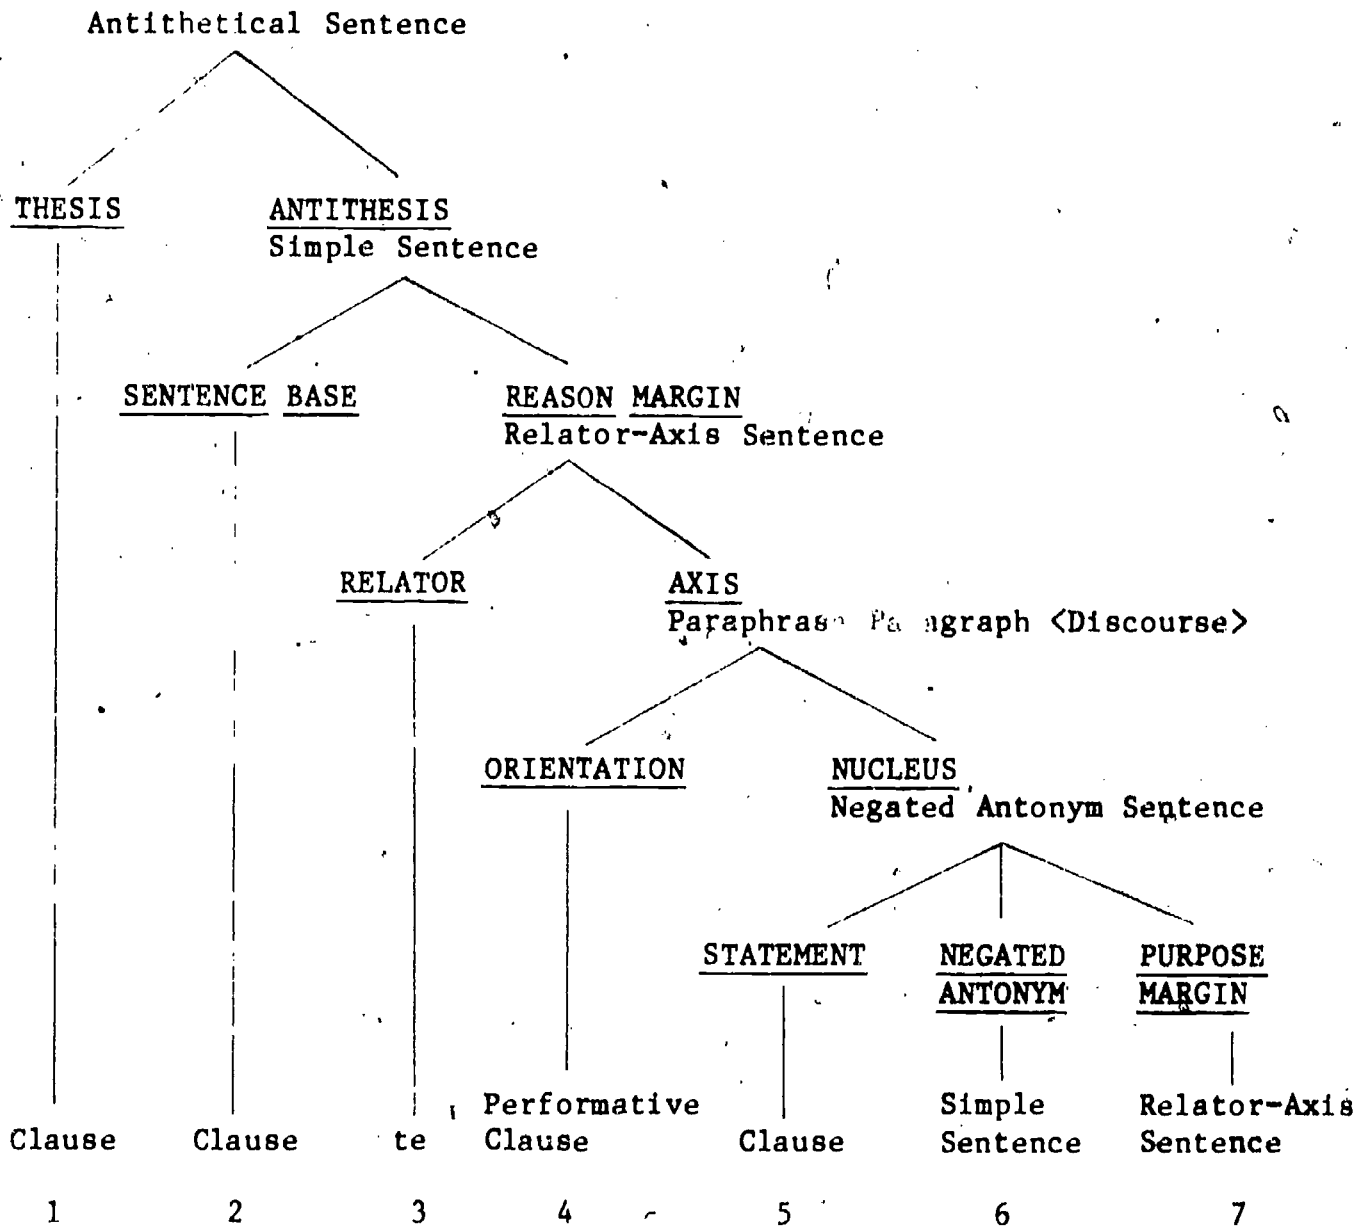 Antithetical Sentence
THESIS ANTITHESIS
Simple Sentence
SENTENCE BASE REASON MARGIN
Relator-Axis Sentence
RELATOR AXIS
<Discourse>
ORIENTATION NUCLEUS
Negated Antonym Sentence
STATEMENT NEGATED PURPOSE
ANTONYM MARGIN
Performative Simple Relator-Axis
Clause Clause te Clause Clause Sentence Sentence
1 2 3 4 5 6 7